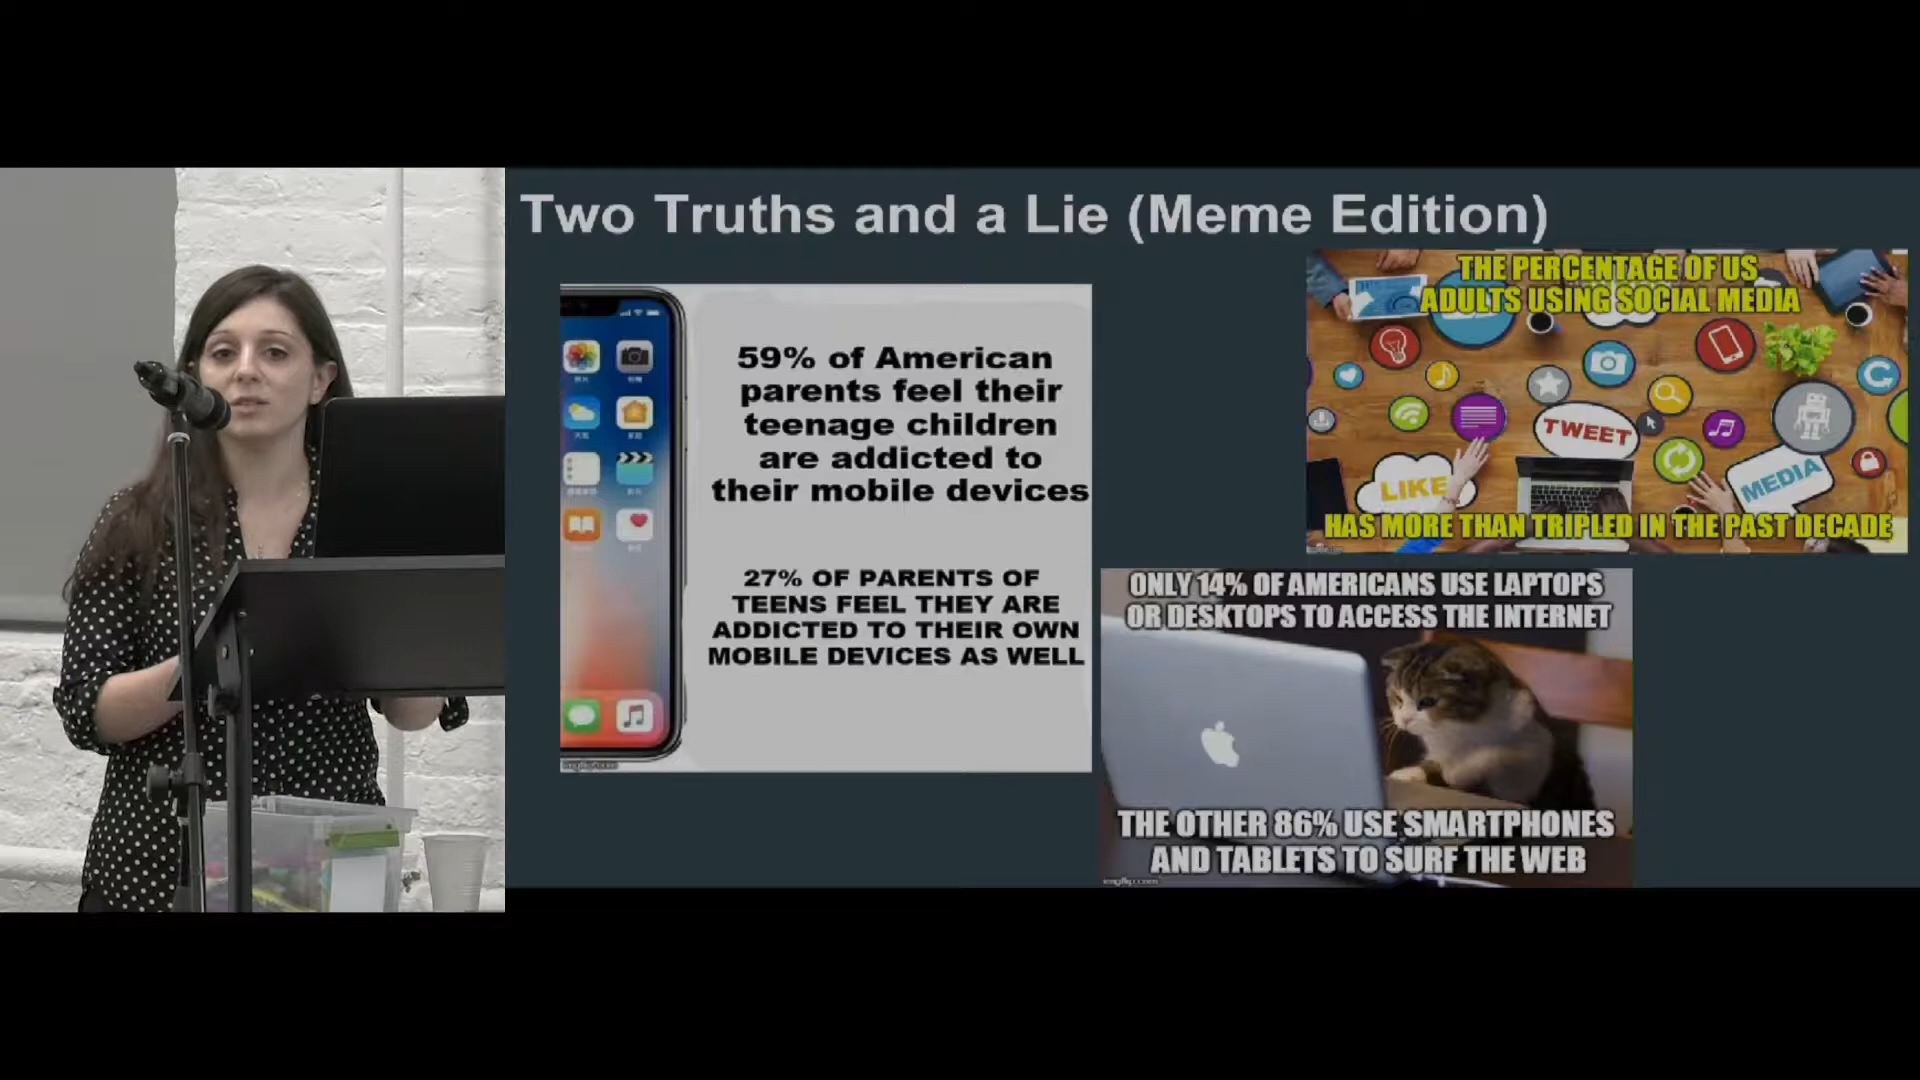 Two Truths and a Lie (Meme Edition)
59% of American
parents feel their
teenage children
are addicted to
their mobile devices
27% OF PARENTS OF
TEENS FEEL THEY ARE
ADDICTED TO THEIR OWN
MOBILE DEVICES AS WELL
imgflip.com
THE PERCENTAGE OF US
ADULTS USING SOCIAL MEDIA
TWEET
LIKE
MEDIA
HAS MORE THAN TRIPLED IN THE PAST DECADE
ONLY 14% OF AMERICANS USE LAPTOPS
OR DESKTOPS TO ACCESS THE INTERNET
THE OTHER 86% USE SMARTPHONES
AND TABLETS TO SURF THE WEB
imgflip.com